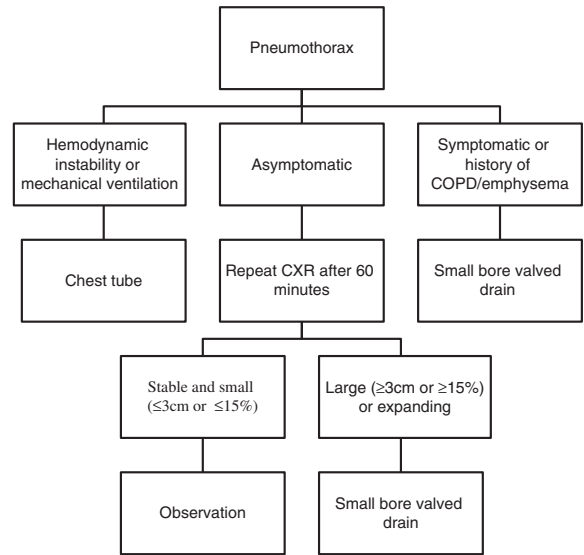 Pneumothorax
Hemodynamic
instability or
mechanical ventilation
Asymptomatic
Symptomatic or
history of
COPD/emphysema
Chest tube
Repeat CXR after 60
minutes
Small bore valved
drain
Stable and small
(≤3cm or ≤15%)
Large (≥3cm or ≥15%)
or expanding
Observation
Small bore valved
drain